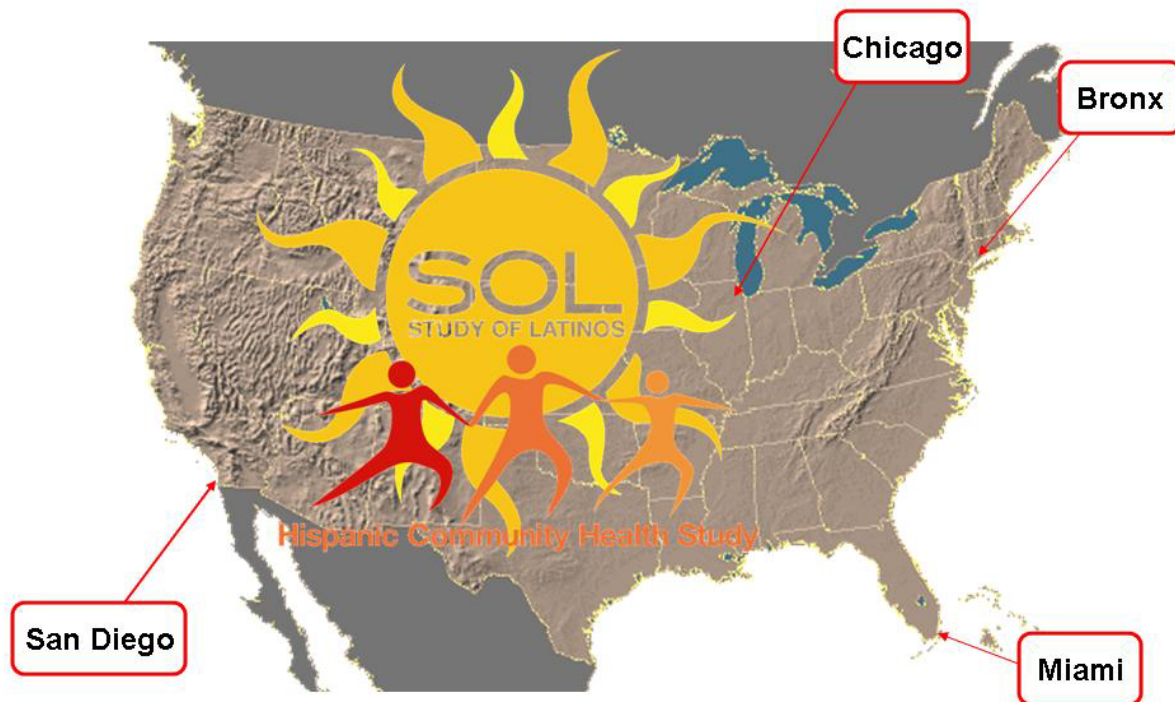 Chicago
Bronx
SOL
STUDY OF LATINOS
Hispanic Community Health Study
San Diego
Miami